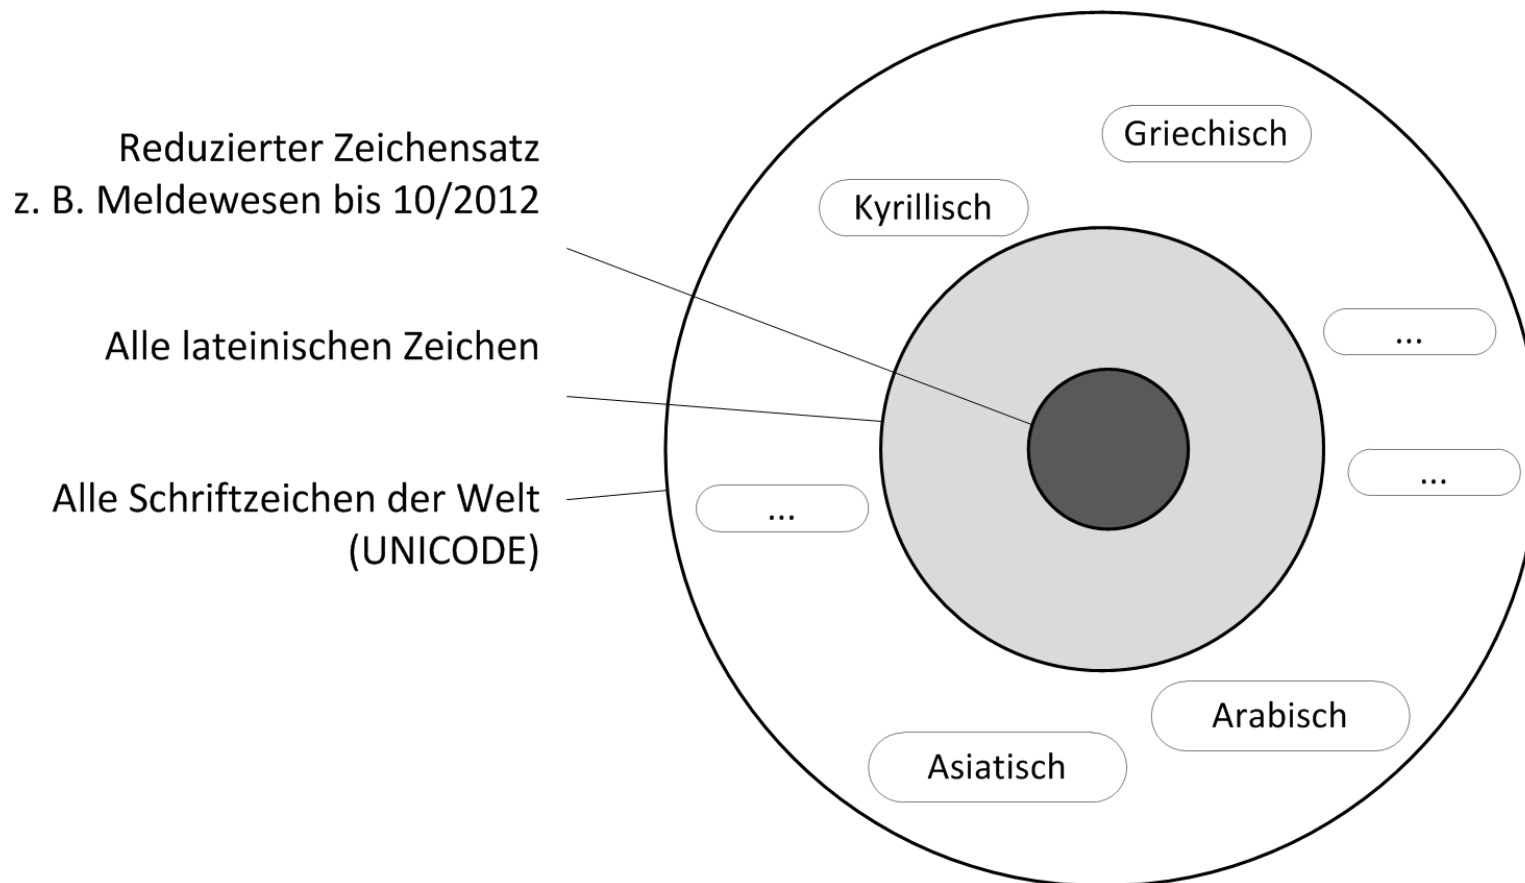 Reduzierter Zeichensatz
z. B. Meldewesen bis 10/2012
Alle lateinischen Zeichen
Alle Schriftzeichen der Welt
(UNICODE)
Griechisch
Kyrillisch
...
...
...
Arabisch
Asiatisch